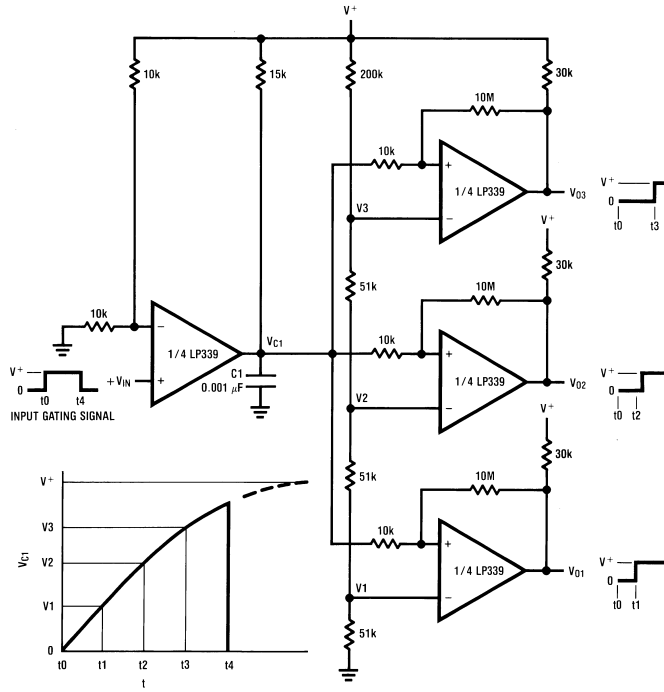 V+
10k
15k
200k
30k
10M
10k
+
1/4 LP339
−
V3
VO3
V+
0
t0 t3
V+
30k
51k
10M
10k
+
1/4 LP339
−
V2
VO2
V+
0
t0 t2
10k
−
1/4 LP339
+
VC1
C1
0.001 µF
V+
0
t0 t4
+VIN
INPUT GATING SIGNAL
V+
30k
51k
10M
10k
+
1/4 LP339
−
V1
VO1
V+
0
t0 t1
51k
V+
V3
V2
V1
0
VC1
t0 t1 t2 t3 t4
t